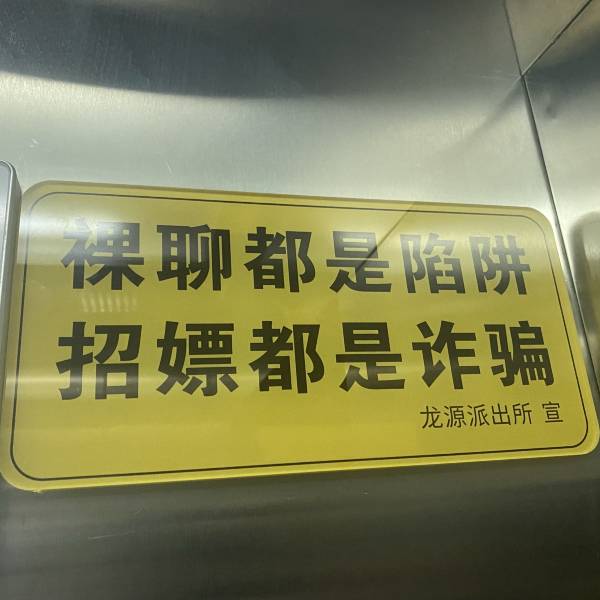 裸聊都是陷阱
招嫖都是诈骗
龙源派出所 宣